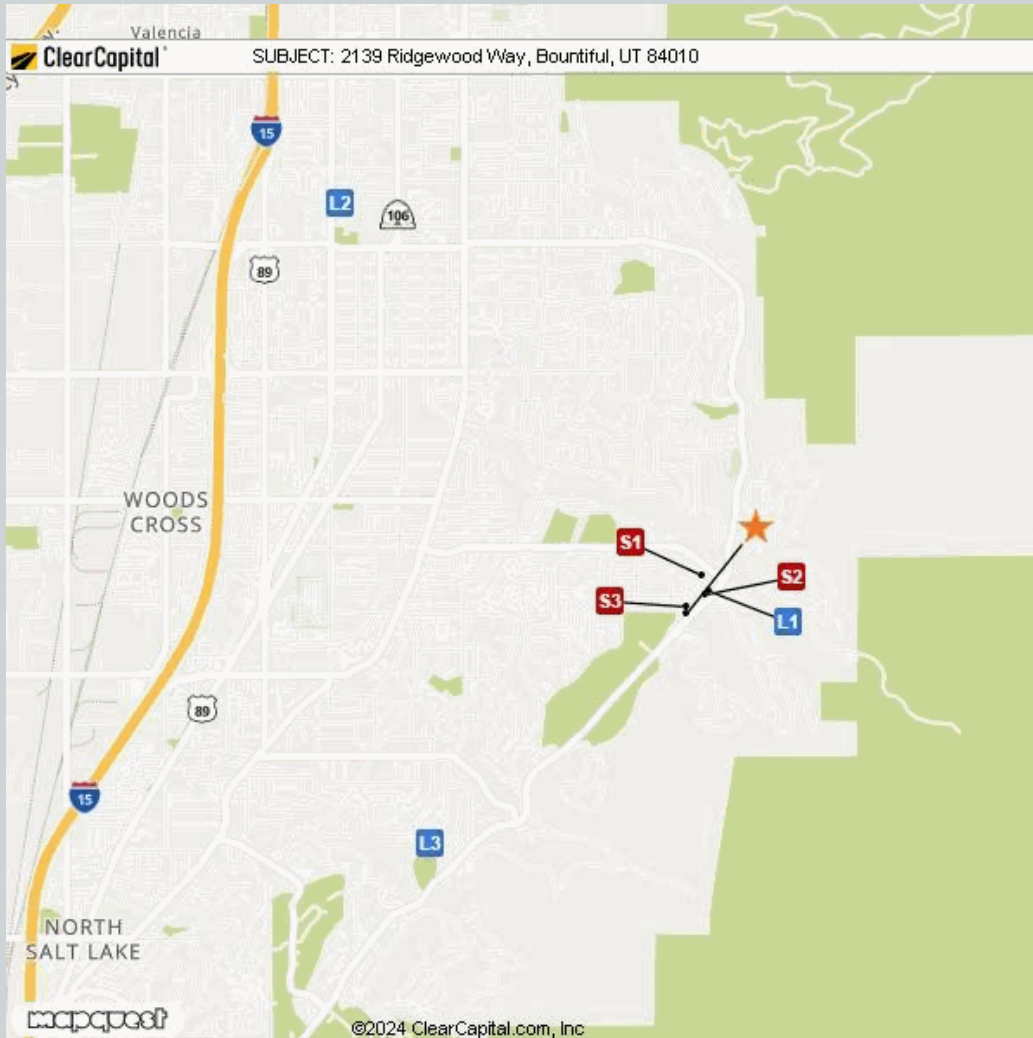 Valencia
ClearCapital
SUBJECT: 2139 Ridgewood Way, Bountiful, UT 84010
15
L2
106
89
WOODS
CROSS
S1
S2
S3
L1
89
15
L3
NORTH
SALT LAKE
mapquest
©2024 ClearCapital.com, Inc